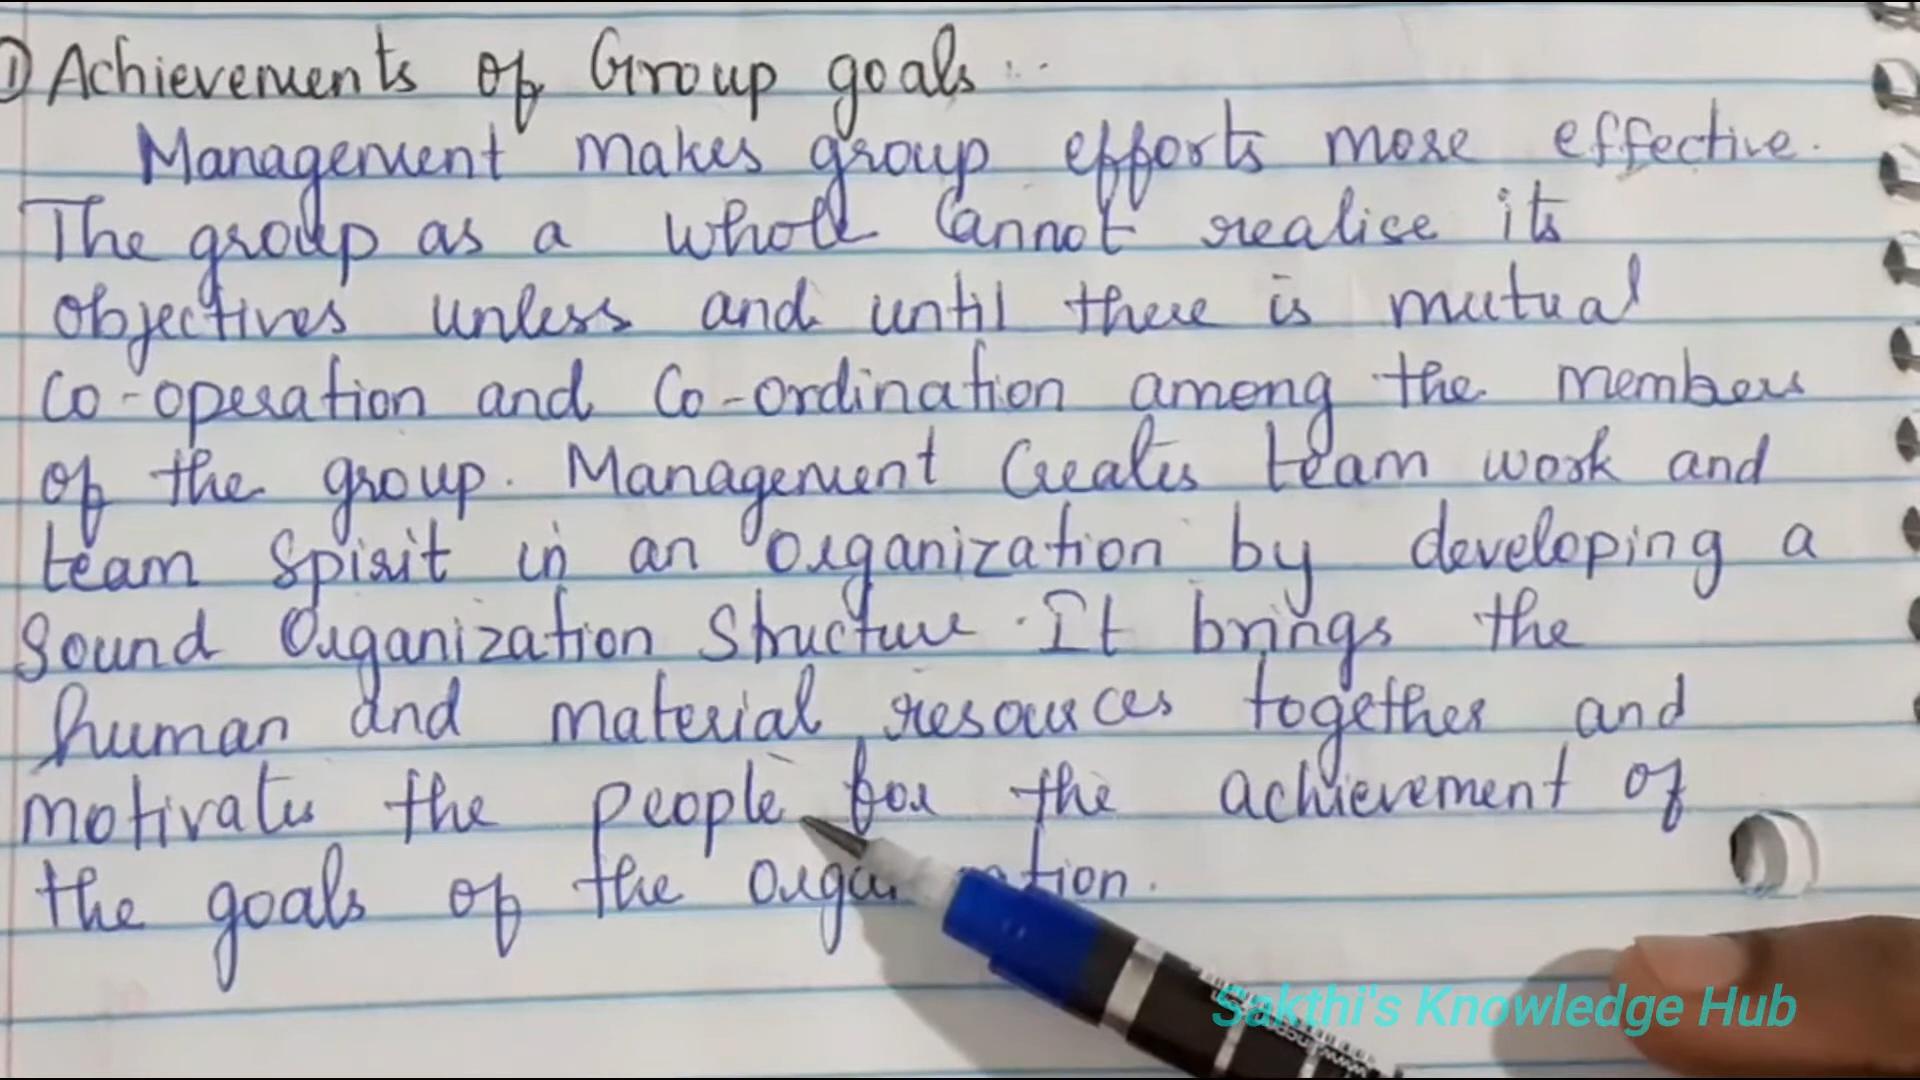 1) Achievements of Group goals:-
Management makes group efforts more effective.
The group as a whole cannot realise its
objectives unless and until there is mutual
Co-operation and Co-ordination among the members
of the group. Management Creates team work and
team spirit in an Organization by developing a
Sound Organization Structure. It brings the
human and material resources together and
motivates the people for the achievement of
the goals of the
Sakthi's Knowledge Hub